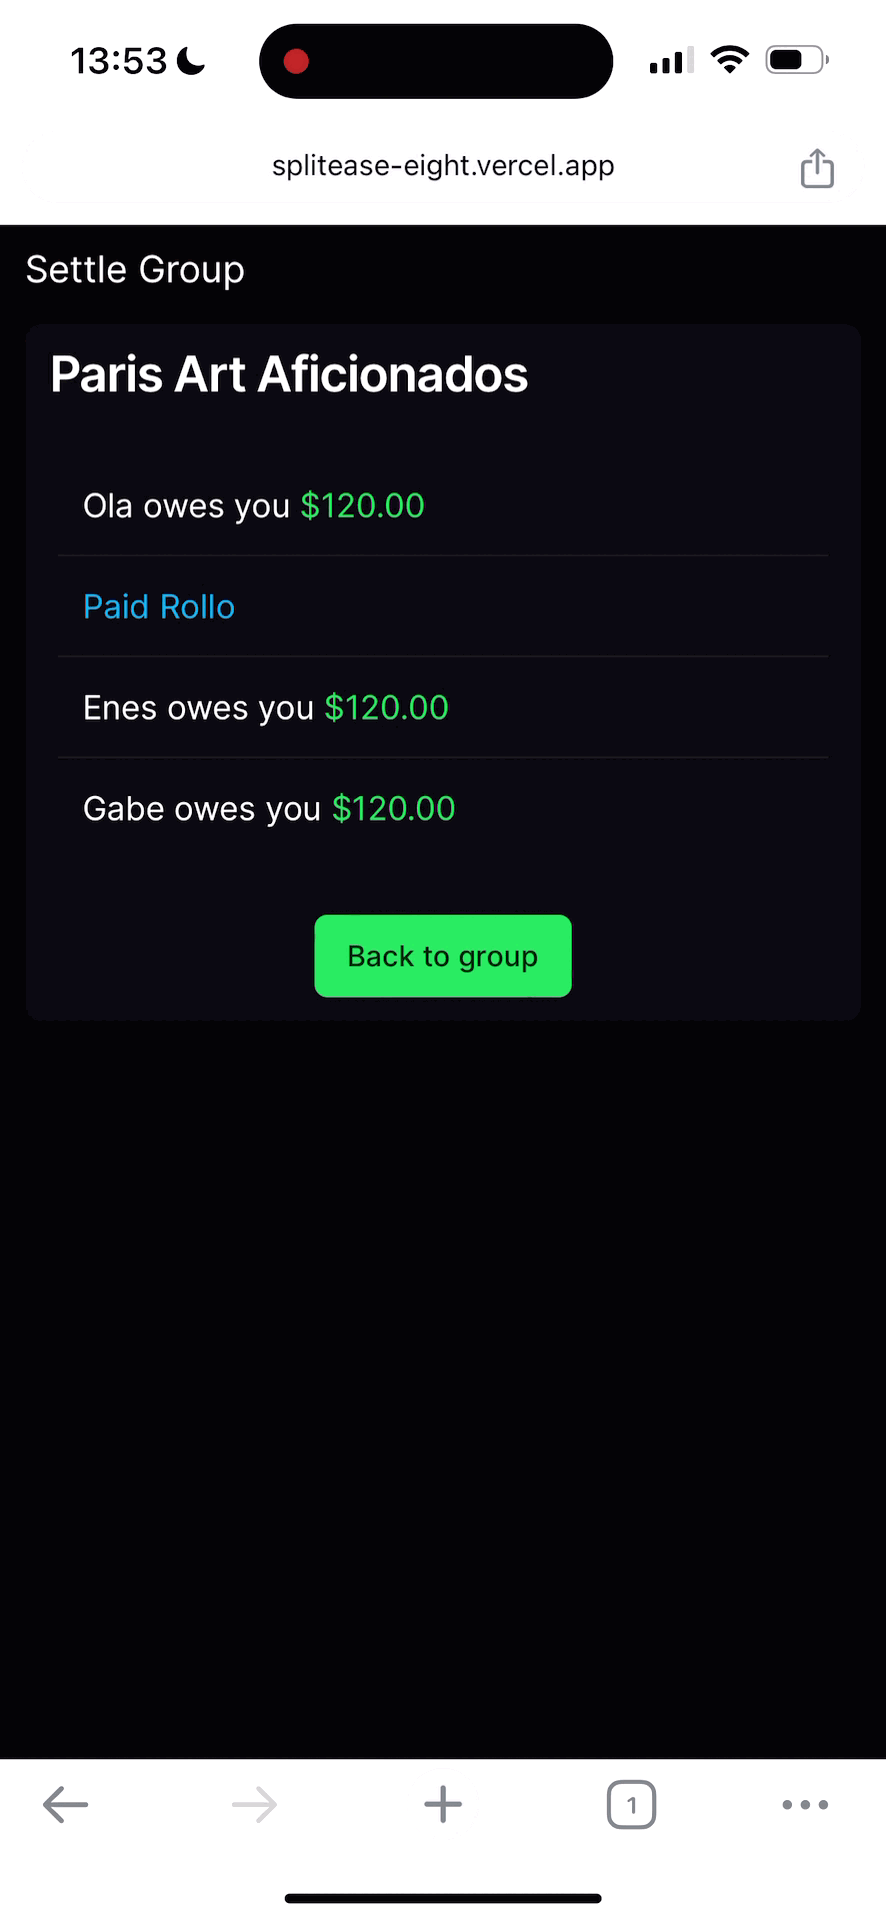 13:53
splitease-eight.vercel.app
Settle Group
Paris Art Aficionados
Ola owes you $120.00
Paid Rollo
Enes owes you $120.00
Gabe owes you $120.00
Back to group
1